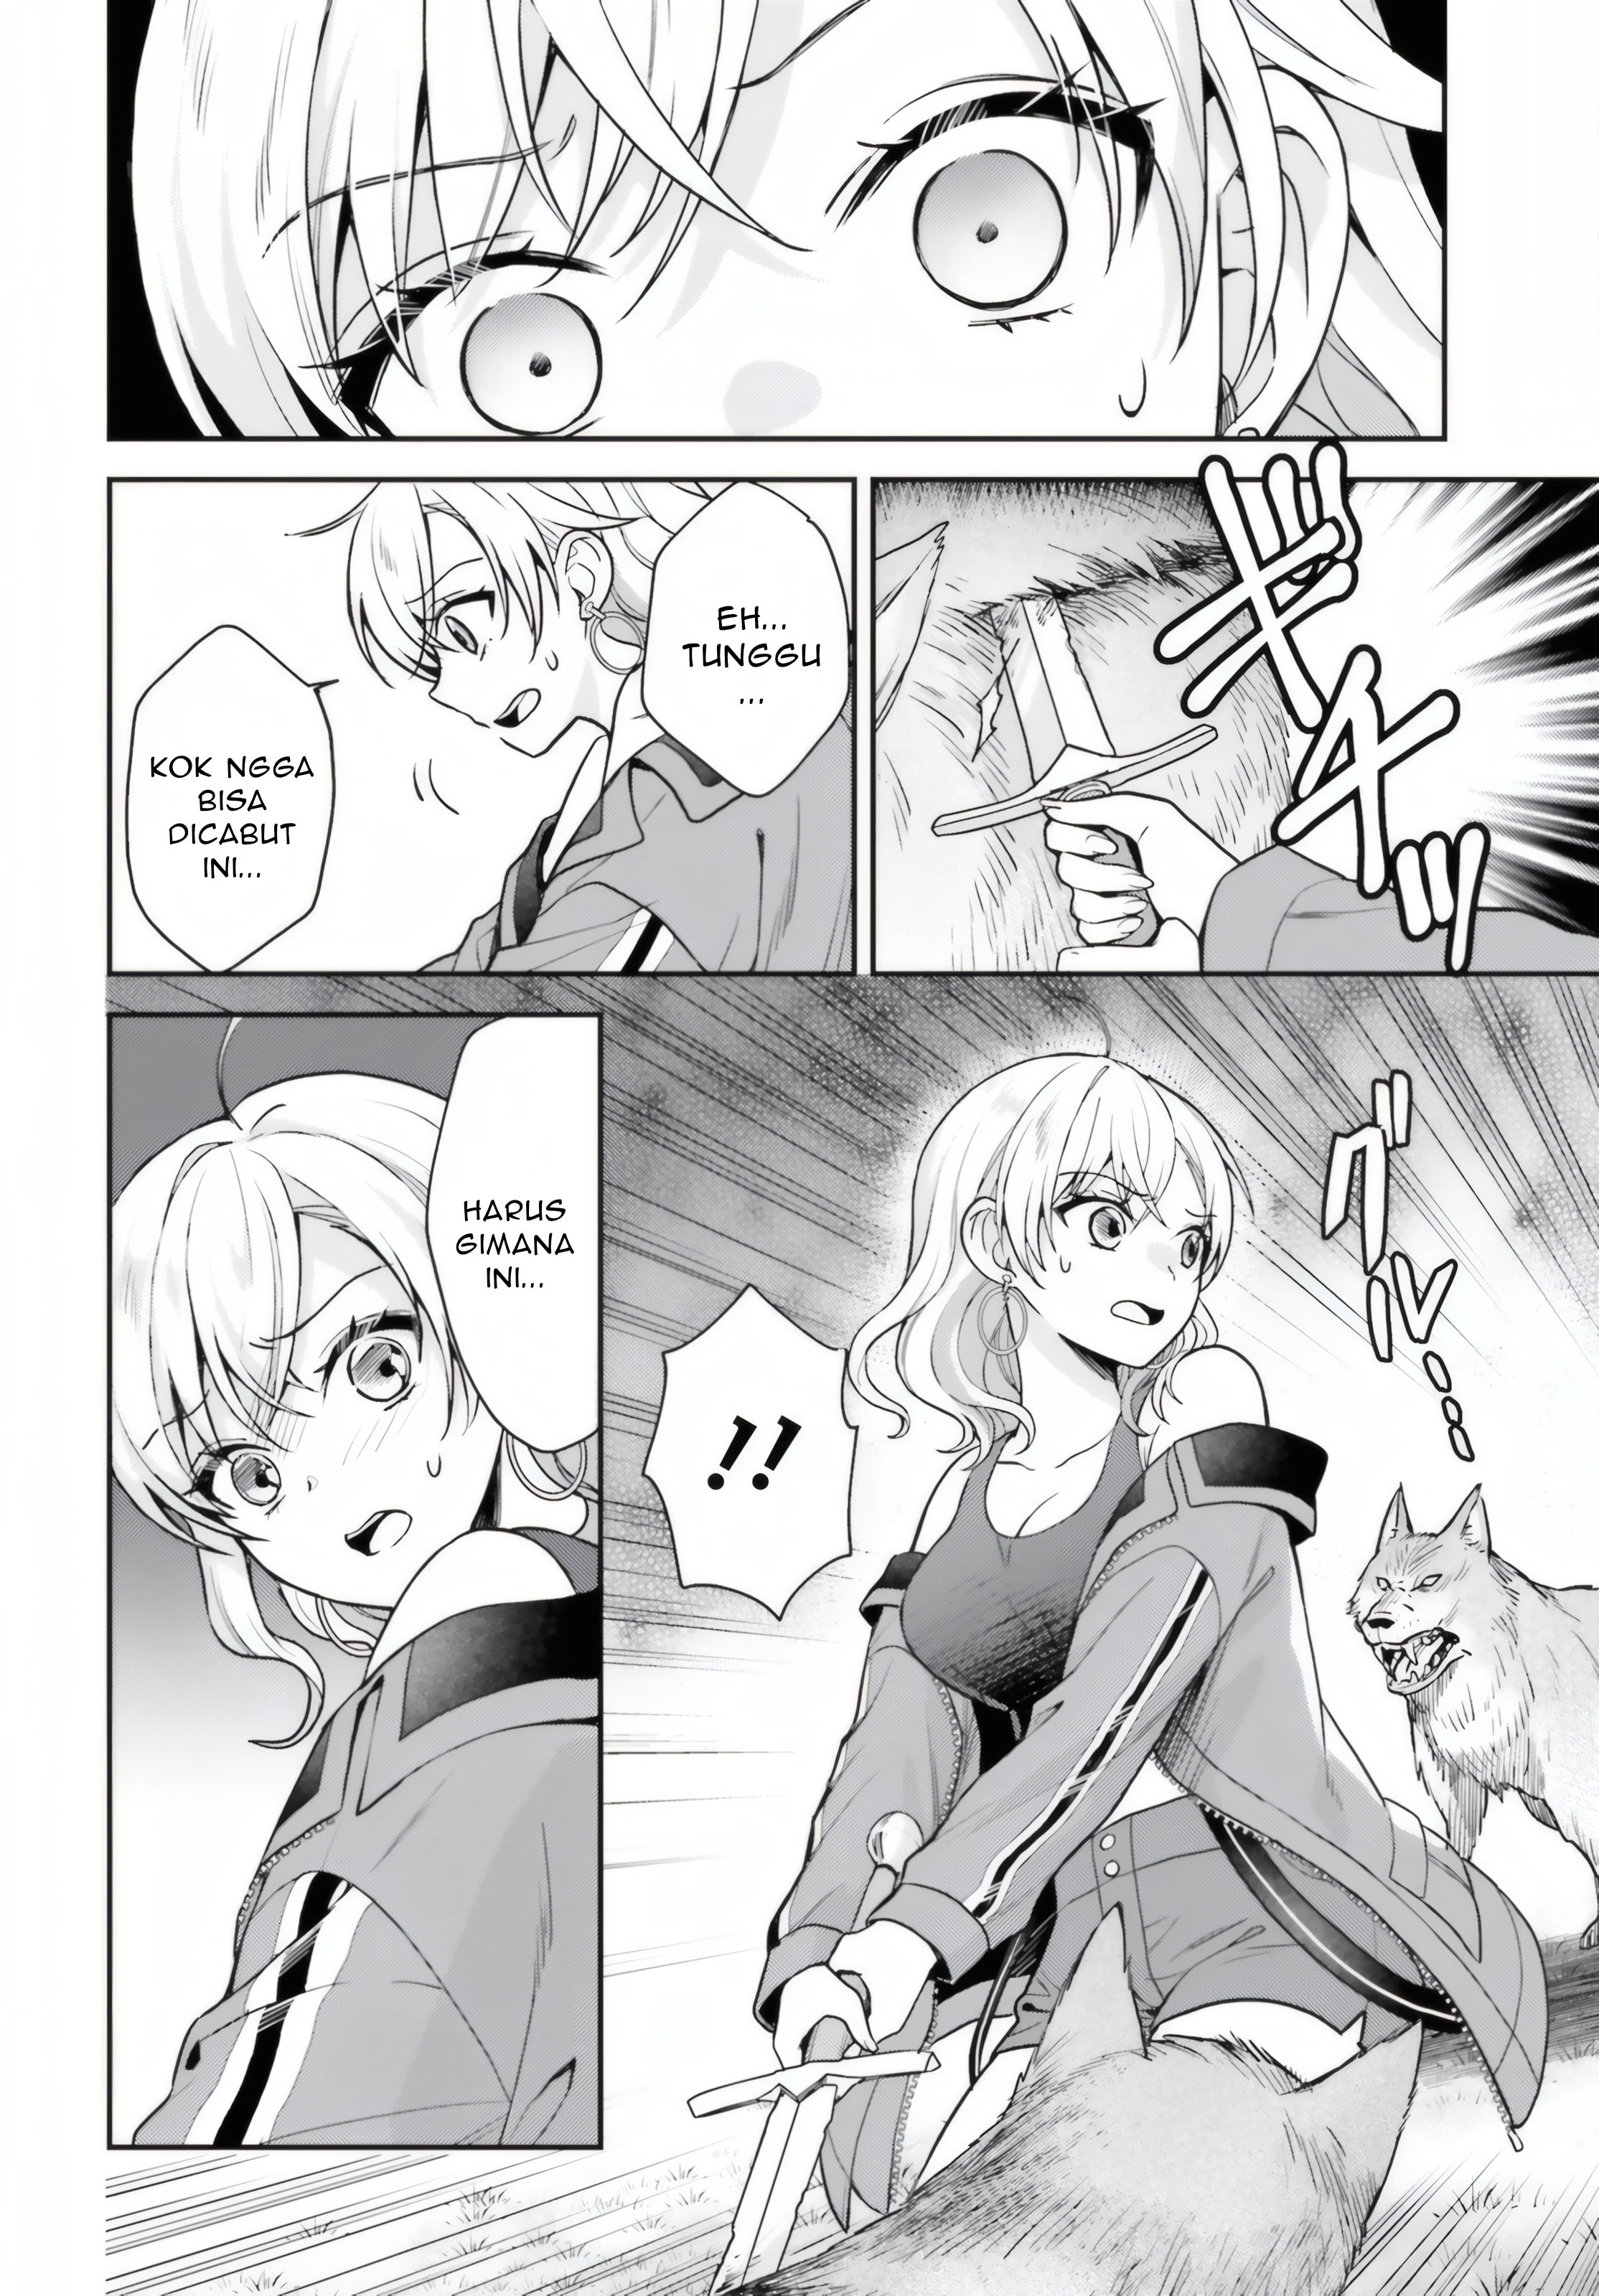 ギギッ
EH...
TUNGGU
...
KOK NGGA
BISA
DICABUT
INI...
グルル...
!!
HARUS
GIMANA
INI...